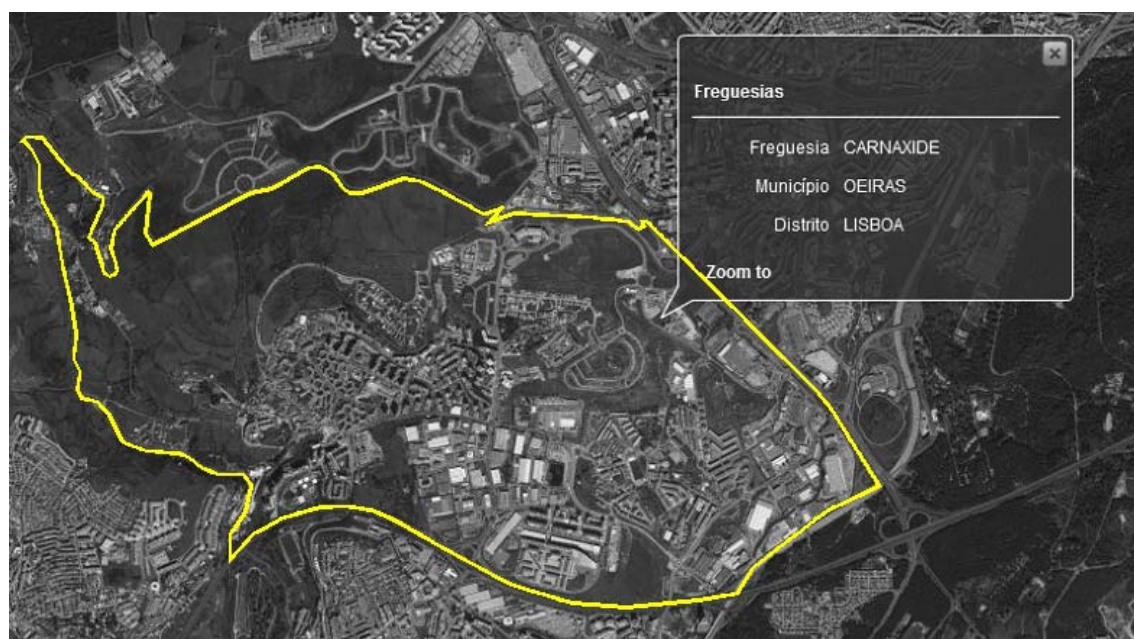 Freguesias
Freguesia CARNAXIDE
Município OEIRAS
Distrito LISBOA
Zoom to